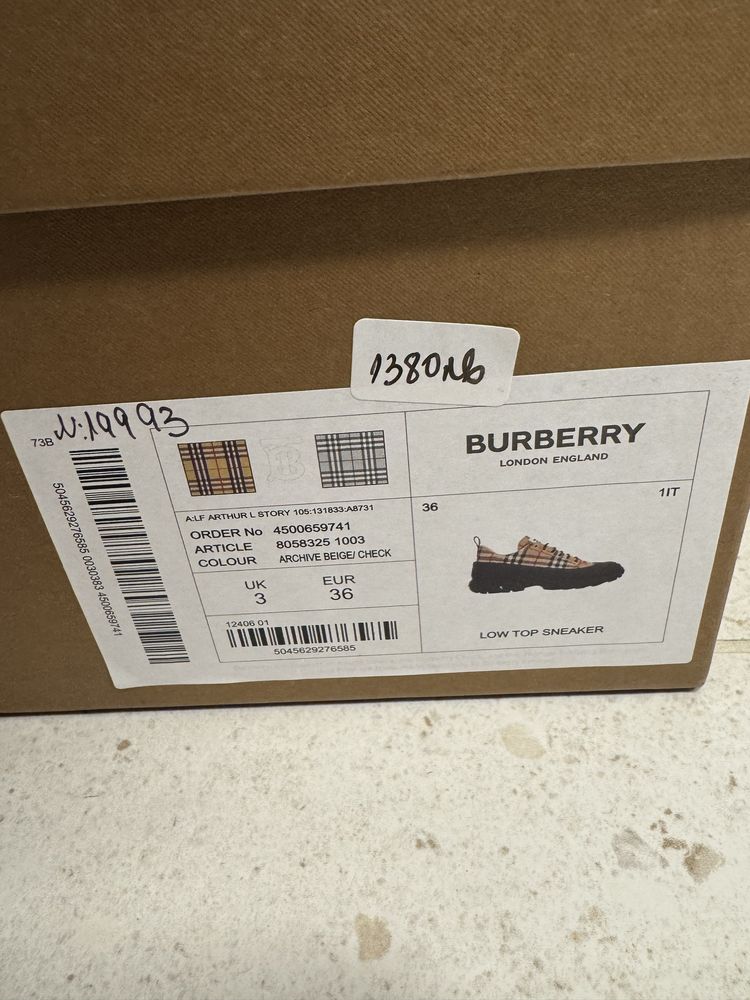 1380лв
N:19993
73B
5045629276585 0030383 4500659741
A:LF ARTHUR L STORY 105:131833:A8731
ORDER No 4500659741
ARTICLE 8058325 1003
COLOUR ARCHIVE BEIGE/ CHECK
UK EUR
3 36
12406 01
5045629276585
BURBERRY
LONDON ENGLAND
36 1IT
LOW TOP SNEAKER